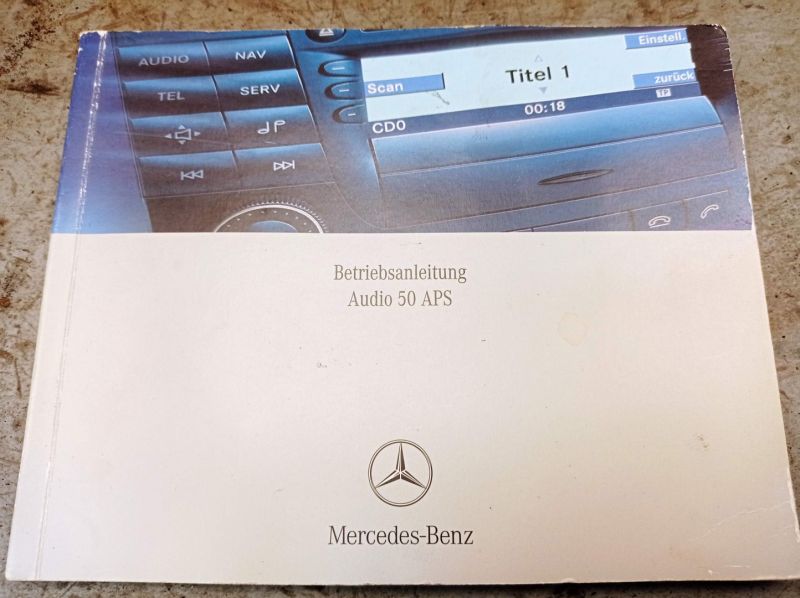 AUDIO NAV
TEL SERV
Einstell.
Scan Titel 1 zurück
TP
00:18
CD0
Betriebsanleitung
Audio 50 APS
Mercedes-Benz